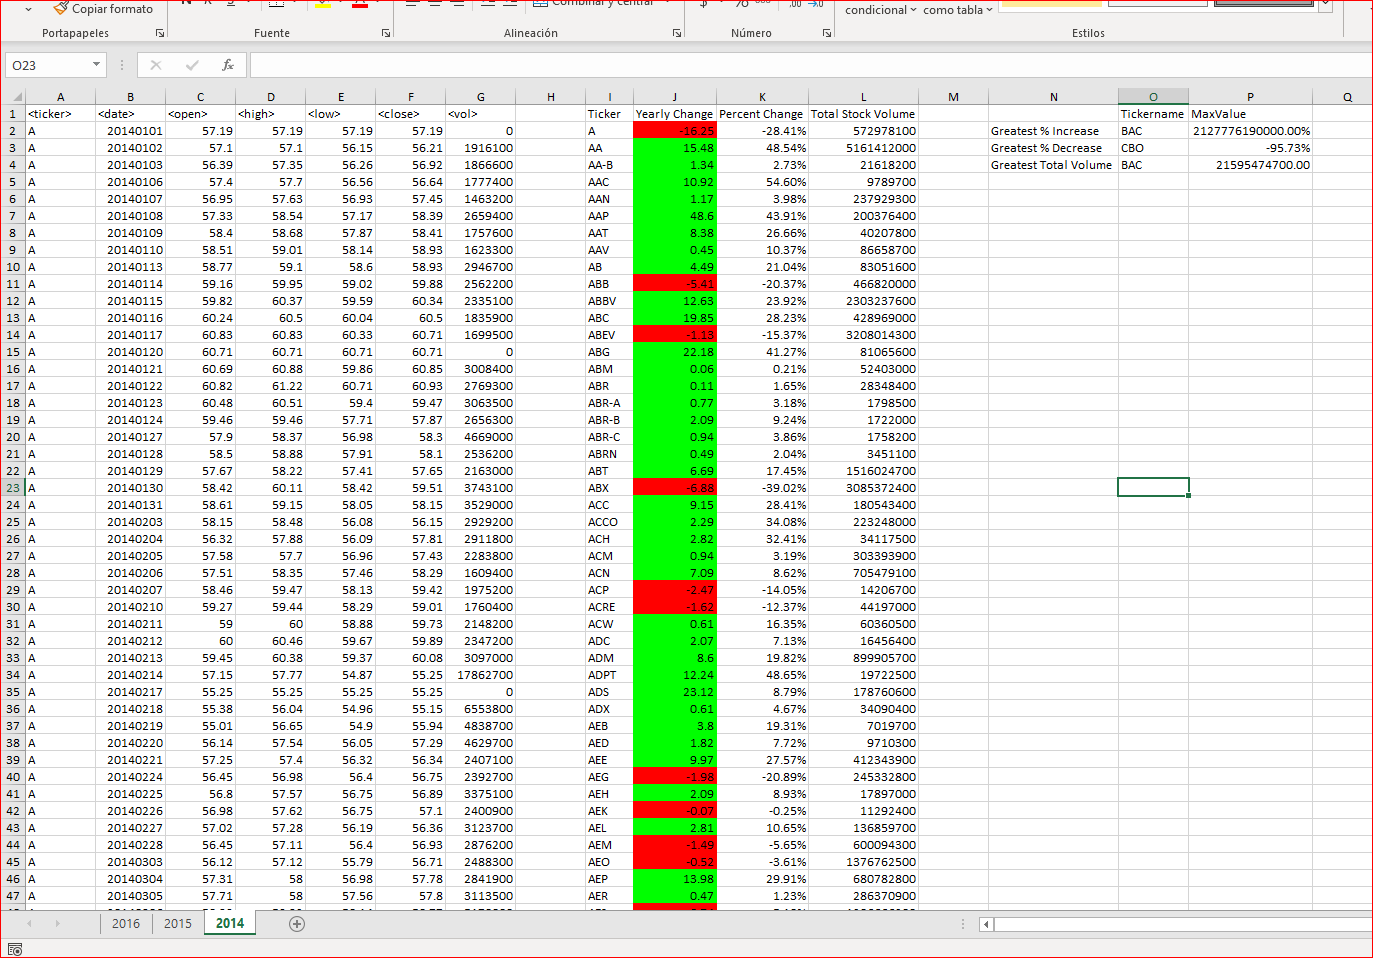 Copiar formato
Combinar y centrar
condicional como tabla
Portapapeles Fuente Alineación Número Estilos
O23 fx
A B C D E F G H I J K L M N O P Q
1 <ticker> <date> <open> <high> <low> <close> <vol> Ticker Yearly Change Percent Change Total Stock Volume Tickername MaxValue
2 A 20140101 57.19 57.19 57.19 57.19 0 A -16.25 -28.41% 572978100 Greatest % Increase BAC 2127776190000.00%
3 A 20140102 57.1 57.1 56.15 56.21 1916100 AA 15.48 48.54% 5161412000 Greatest % Decrease CBO -95.73%
4 A 20140103 56.39 57.35 56.26 56.92 1866600 AA-B 1.34 2.73% 21618200 Greatest Total Volume BAC 21595474700.00
5 A 20140106 57.4 57.7 56.56 56.64 1777400 AAC 10.92 54.60% 9789700
6 A 20140107 56.95 57.63 56.93 57.45 1463200 AAN 1.17 3.98% 237929300
7 A 20140108 57.33 58.54 57.17 58.39 2659400 AAP 48.6 43.91% 200376400
8 A 20140109 58.4 58.68 57.87 58.41 1757600 AAT 8.38 26.66% 40207800
9 A 20140110 58.51 59.01 58.14 58.93 1623300 AAV 0.45 10.37% 86658700
10 A 20140113 58.77 59.1 58.6 58.93 2946700 AB 4.49 21.04% 83051600
11 A 20140114 59.16 59.95 59.02 59.88 2562200 ABB -5.41 -20.37% 466820000
12 A 20140115 59.82 60.37 59.59 60.34 2335100 ABBV 12.63 23.92% 2303237600
13 A 20140116 60.24 60.5 60.04 60.5 1835900 ABC 19.85 28.23% 428969000
14 A 20140117 60.83 60.83 60.33 60.71 1699500 ABEV -1.13 -15.37% 3208014300
15 A 20140120 60.71 60.71 60.71 60.71 0 ABG 22.18 41.27% 81065600
16 A 20140121 60.69 60.88 59.86 60.85 3008400 ABM 0.06 0.21% 52403000
17 A 20140122 60.82 61.22 60.71 60.93 2769300 ABR 0.11 1.65% 28348400
18 A 20140123 60.48 60.51 59.4 59.47 3063500 ABR-A 0.77 3.18% 1798500
19 A 20140124 59.46 59.46 57.71 57.87 2656300 ABR-B 2.09 9.24% 1722000
20 A 20140127 57.9 58.37 56.98 58.3 4669000 ABR-C 0.94 3.86% 1758200
21 A 20140128 58.5 58.88 57.91 58.1 2536200 ABRN 0.49 2.04% 3451100
22 A 20140129 57.67 58.22 57.41 57.65 2163000 ABT 6.69 17.45% 1516024700
23 A 20140130 58.42 60.11 58.42 59.51 3743100 ABX -6.88 -39.02% 3085372400
24 A 20140131 58.61 59.15 58.05 58.15 3529000 ACC 9.15 28.41% 180543400
25 A 20140203 58.15 58.48 56.08 56.15 2929200 ACCO 2.29 34.08% 223248000
26 A 20140204 56.32 57.88 56.09 57.81 2911800 ACH 2.82 32.41% 34117500
27 A 20140205 57.58 57.7 56.96 57.43 2283800 ACM 0.94 3.19% 303393900
28 A 20140206 57.51 58.35 57.46 58.29 1609400 ACN 7.09 8.62% 705479100
29 A 20140207 58.46 59.47 58.13 59.42 1975200 ACP -2.47 -14.05% 14206700
30 A 20140210 59.27 59.44 58.29 59.01 1760400 ACRE -1.62 -12.37% 44197000
31 A 20140211 59 60 58.88 59.73 2148200 ACW 0.61 16.35% 60360500
32 A 20140212 60 60.46 59.67 59.89 2347200 ADC 2.07 7.13% 16456400
33 A 20140213 59.45 60.38 59.37 60.08 3097000 ADM 8.6 19.82% 899905700
34 A 20140214 57.15 57.77 54.87 55.25 17862700 ADPT 12.24 48.65% 19722500
35 A 20140217 55.25 55.25 55.25 55.25 0 ADS 23.12 8.79% 178760600
36 A 20140218 55.38 56.04 54.96 55.15 6553800 ADX 0.61 4.67% 34090400
37 A 20140219 55.01 56.65 54.9 55.94 4838700 AEB 3.8 19.31% 7019700
38 A 20140220 56.14 57.54 56.05 57.29 4629700 AED 1.82 7.72% 9710300
39 A 20140221 57.25 57.4 56.32 56.34 2407100 AEE 9.97 27.57% 412343900
40 A 20140224 56.45 56.98 56.4 56.75 2392700 AEG -1.98 -20.89% 245332800
41 A 20140225 56.8 57.57 56.75 56.89 3375100 AEH 2.09 8.93% 17897000
42 A 20140226 56.98 57.62 56.75 57.1 2400900 AEK -0.07 -0.25% 11292400
43 A 20140227 57.02 57.28 56.19 56.36 3123700 AEL 2.81 10.65% 136859700
44 A 20140228 56.45 57.11 56.4 56.93 2876200 AEM -1.49 -5.65% 600094300
45 A 20140303 56.12 57.12 55.79 56.71 2488300 AEO -0.52 -3.61% 1376762500
46 A 20140304 57.31 58 56.98 57.78 2841900 AEP 13.98 29.91% 680782800
47 A 20140305 57.71 58 57.56 57.8 3113500 AER 0.47 1.23% 286370900
2016 2015 2014